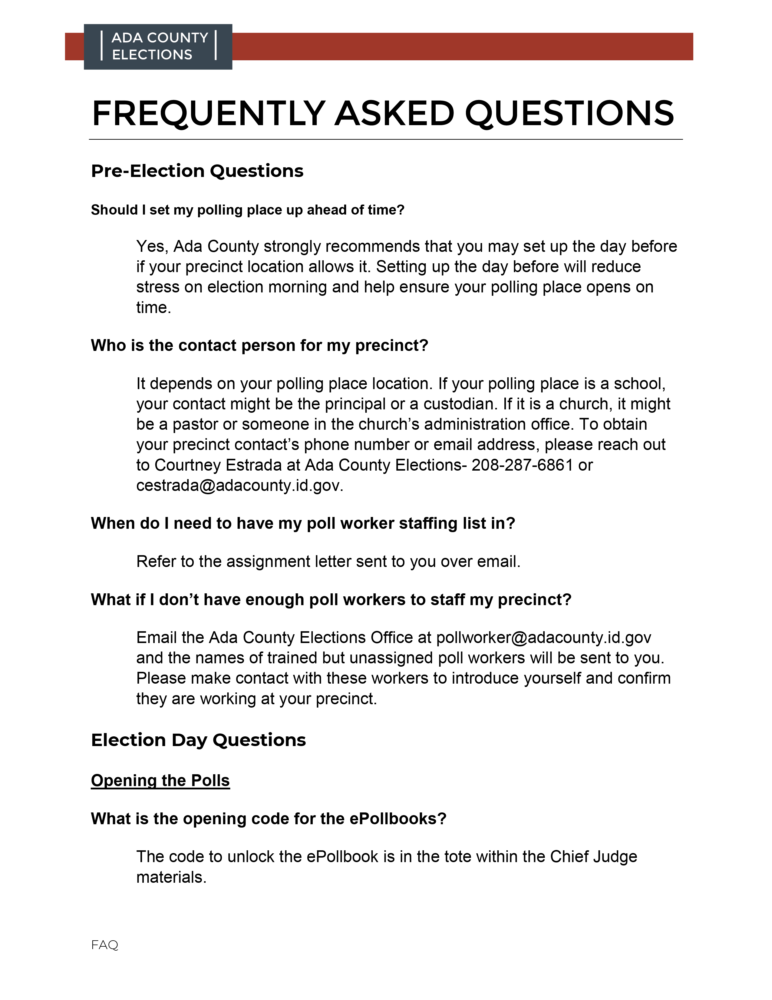 ADA COUNTY
ELECTIONS
FREQUENTLY ASKED QUESTIONS
Pre-Election Questions
Should I set my polling place up ahead of time?
Yes, Ada County strongly recommends that you may set up the day before
if your precinct location allows it. Setting up the day before will reduce
stress on election morning and help ensure your polling place opens on
time.
Who is the contact person for my precinct?
It depends on your polling place location. If your polling place is a school,
your contact might be the principal or a custodian. If it is a church, it might
be a pastor or someone in the church’s administration office. To obtain
your precinct contact’s phone number or email address, please reach out
to Courtney Estrada at Ada County Elections- 208-287-6861 or
cestrada@adacounty.id.gov.
When do I need to have my poll worker staffing list in?
Refer to the assignment letter sent to you over email.
What if I don’t have enough poll workers to staff my precinct?
Email the Ada County Elections Office at pollworker@adacounty.id.gov
and the names of trained but unassigned poll workers will be sent to you.
Please make contact with these workers to introduce yourself and confirm
they are working at your precinct.
Election Day Questions
Opening the Polls
What is the opening code for the ePollbooks?
The code to unlock the ePollbook is in the tote within the Chief Judge
materials.
FAQ